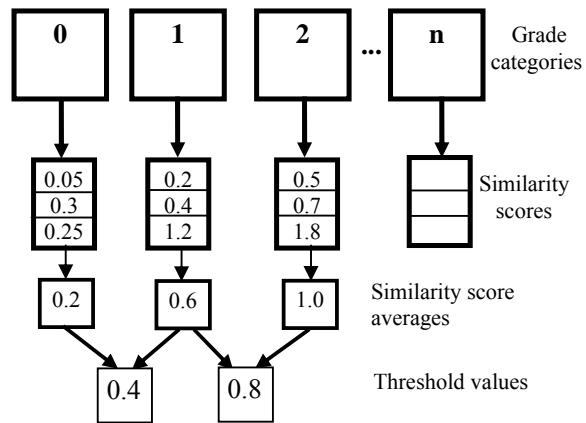 0 1 2 ... n
Grade
categories
0.05 0.2 0.5
0.3 0.4 0.7
0.25 1.2 1.8
Similarity
scores
0.2 0.6 1.0
Similarity score
averages
0.4 0.8
Threshold values